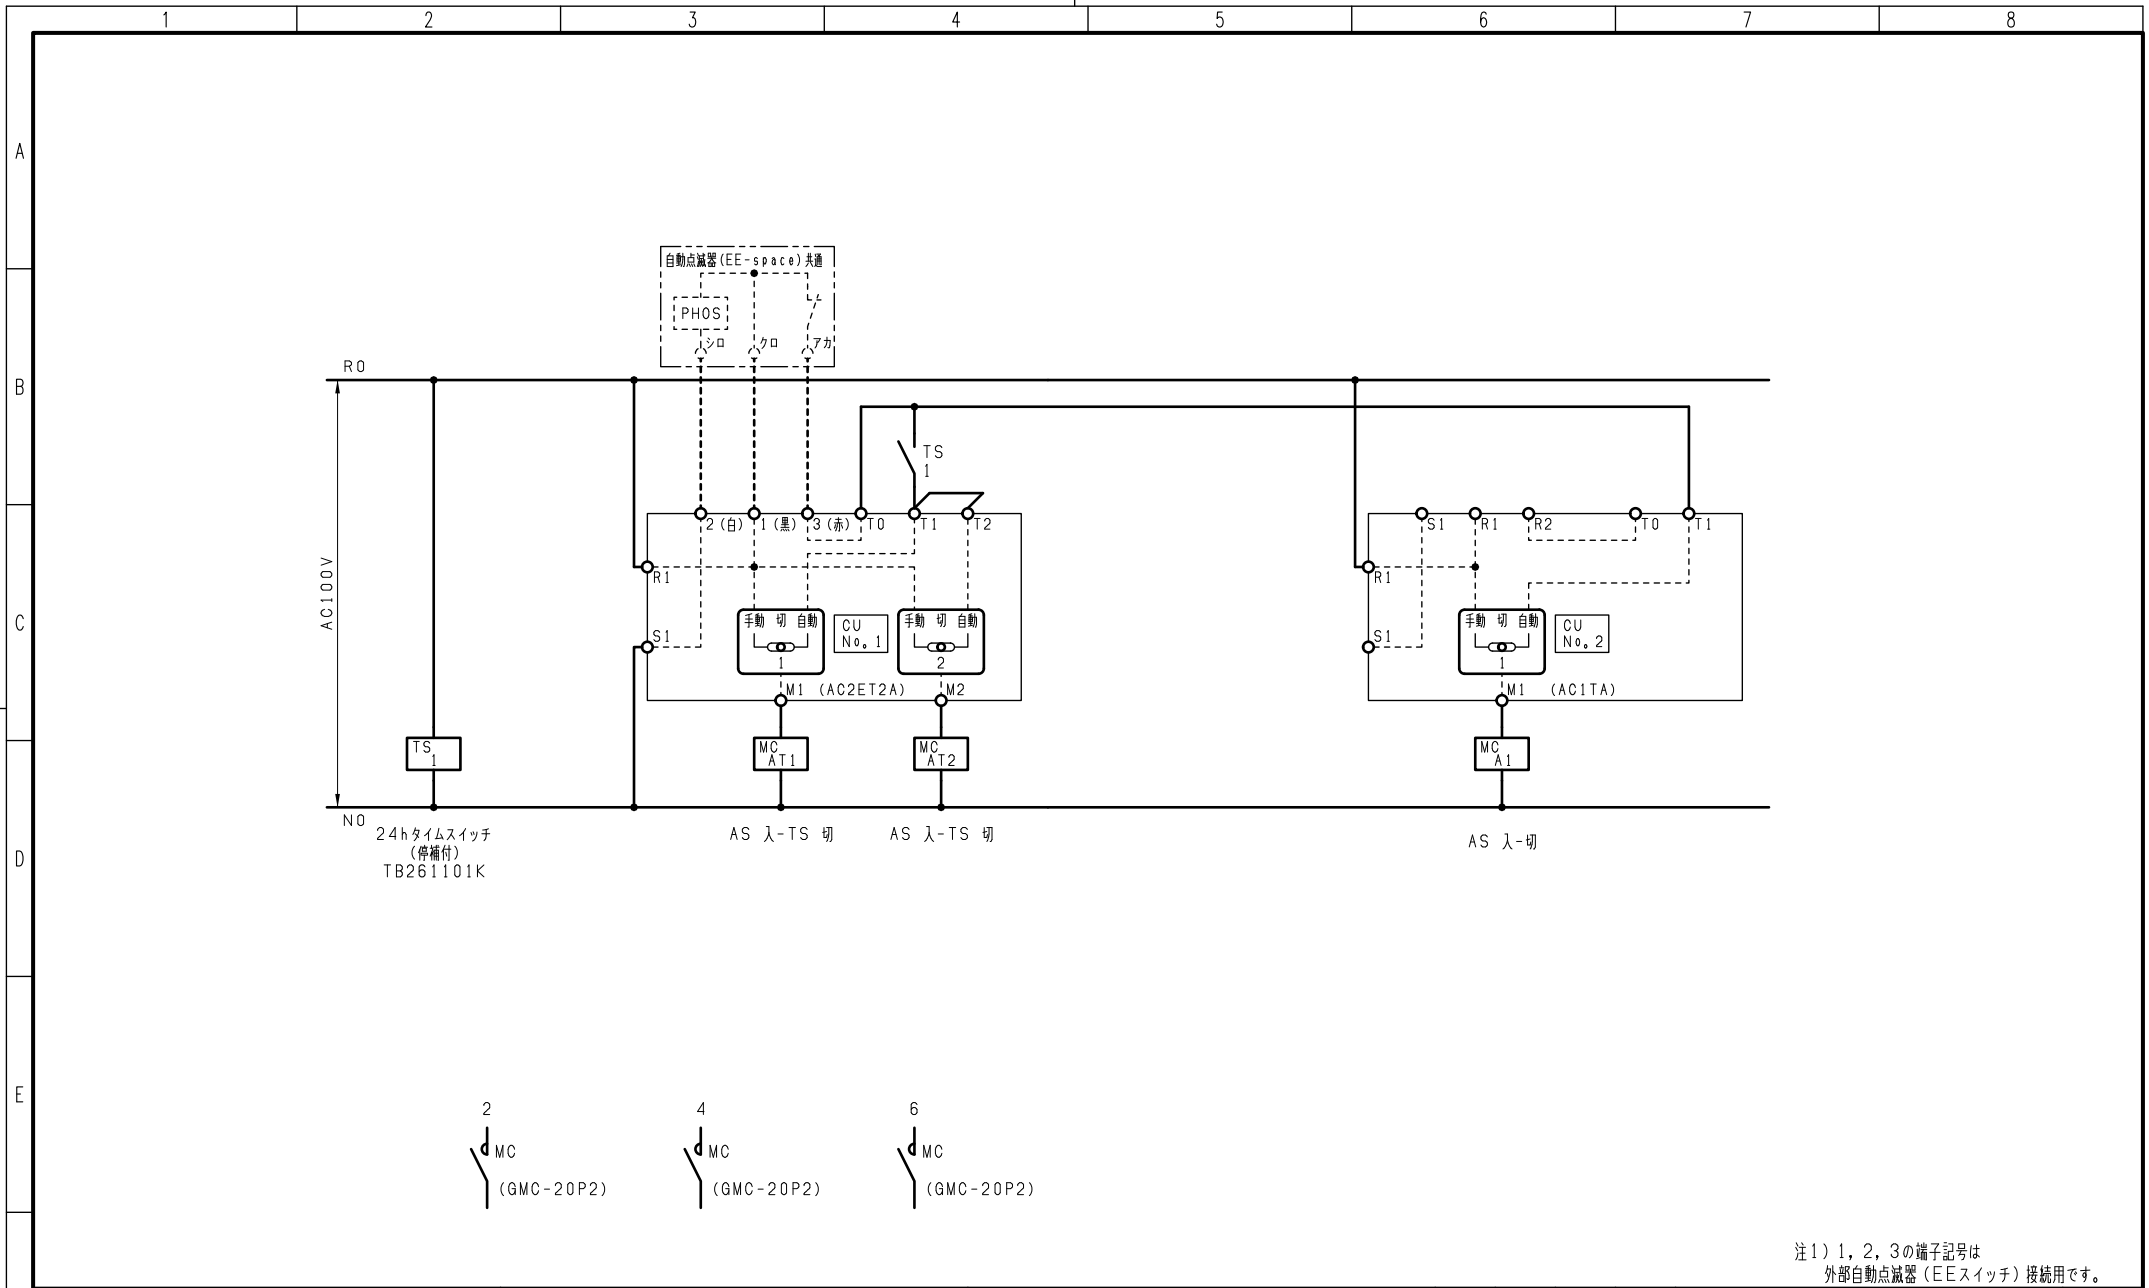 1 2 3 4 5 6 7 8
A
B
C
D
E
自動点滅器(EE-space)共通
PHOS
シロ クロ アカ
R0
AC100V
N0
TS
1
2(白) 1(黒) 3(赤) T0 T1 T2
R1
S1
手動 切 自動
1
CU
No。1
手動 切 自動
2
M1 (AC2ET2A) M2
S1 R1 R2 T0 T1
R1
S1
手動 切 自動
1
CU
No。2
M1 (AC1TA)
TS
1
MC
AT1
MC
AT2
MC
A1
24hタイムスイッチ
(停補付)
TB261101K
AS 入-TS 切
AS 入-TS 切
AS 入-切
2
MC
(GMC-20P2)
4
MC
(GMC-20P2)
6
MC
(GMC-20P2)
注1) 1, 2, 3の端子記号は
外部自動点滅器(EEスイッチ)接続用です。